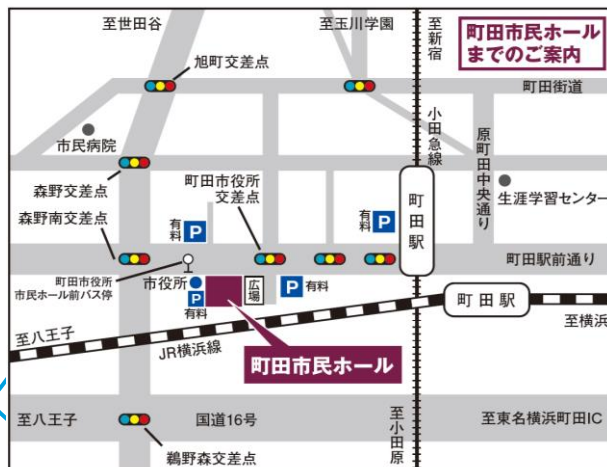 至世田谷
至玉川学園
至新宿
町田市民ホール
までのご案内
旭町交差点
町田街道
市民病院
小田急線
原町田中央通り
森野交差点
町田市役所
交差点
町田駅
生涯学習センター
森野南交差点
有料
P
有料
P
町田駅前通り
町田市役所
市民ホール前バス停
市役所
P
有料
広場
P
有料
町田駅
至八王子
JR横浜線
至横浜
町田市民ホール
至八王子
国道16号
至小田原
至東名横浜町田IC
鵜野森交差点